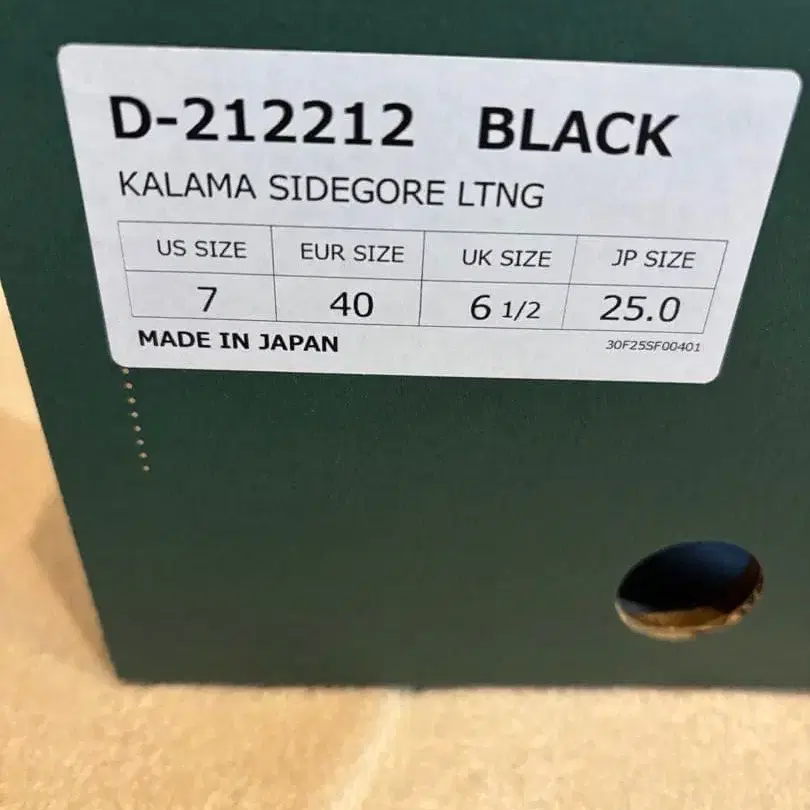 D-212212 BLACK
KALAMA SIDEGORE LTNG
US SIZE EUR SIZE UK SIZE JP SIZE
7 40 6 1/2 25.0
MADE IN JAPAN 30F25SF00401